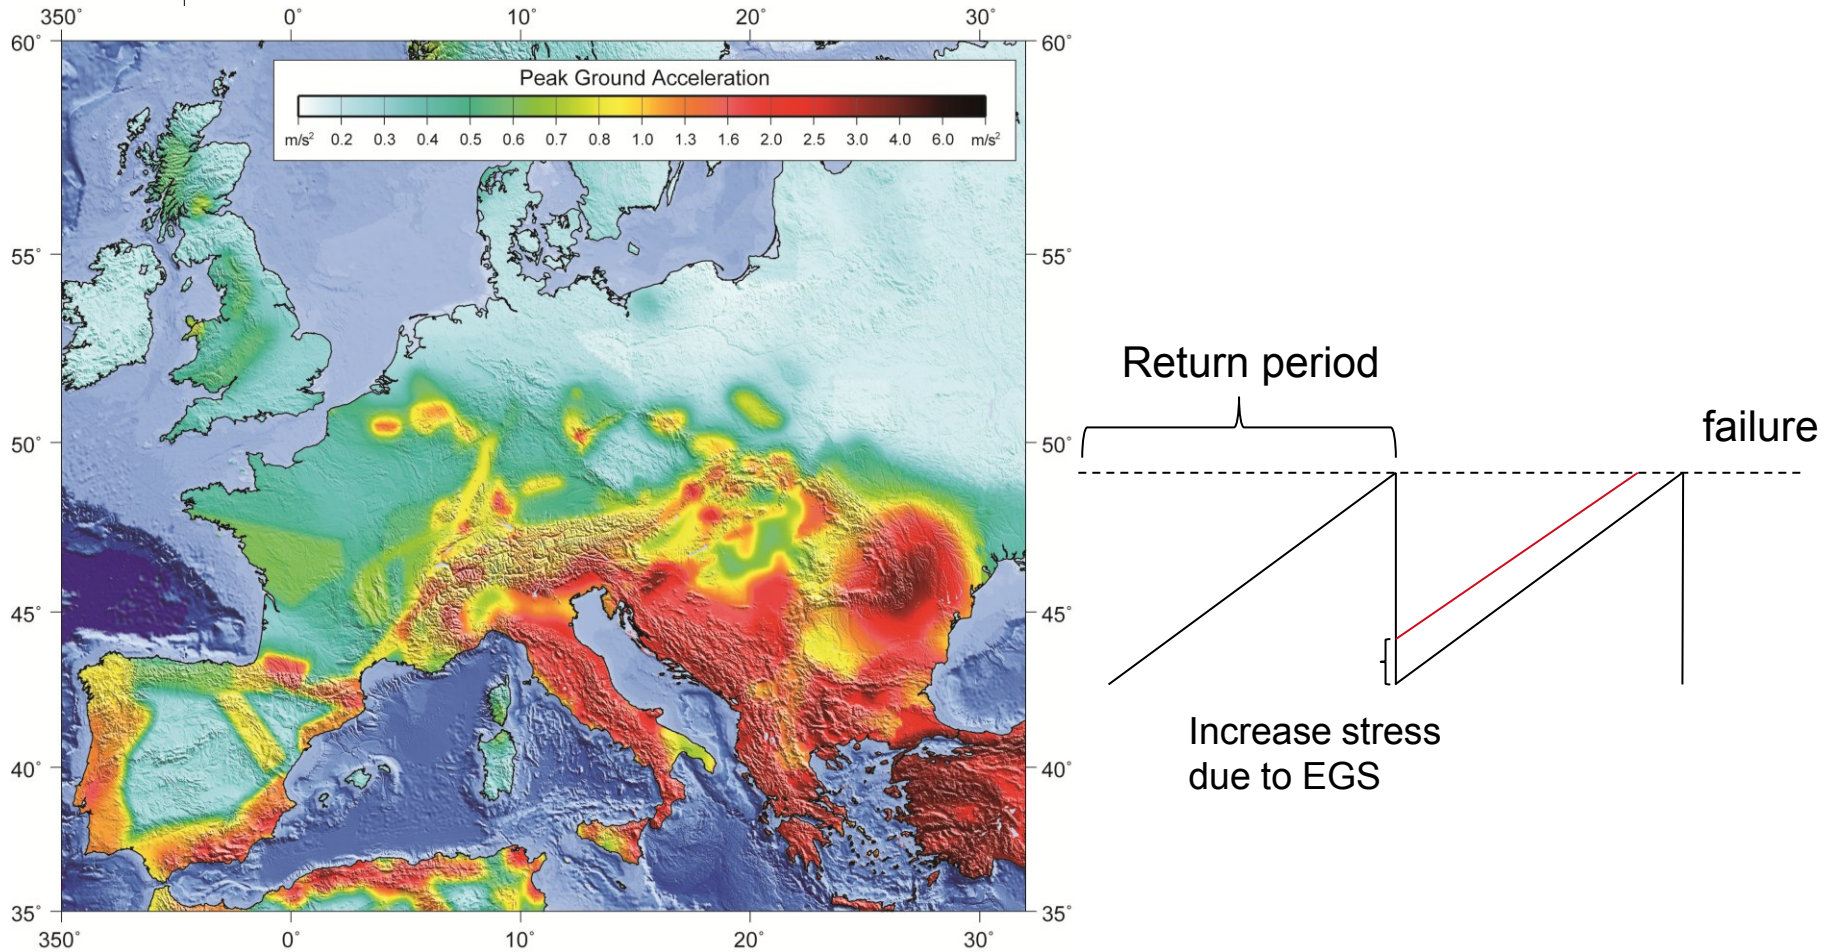 350° 0° 10° 20° 30°
60° 60°
Peak Ground Acceleration
m/s² 0.2 0.3 0.4 0.5 0.6 0.7 0.8 1.0 1.3 1.6 2.0 2.5 3.0 4.0 6.0 m/s²
55° 55°
Return period
failure
50° 50°
45° 45°
Increase stress
due to EGS
40° 40°
35° 35°
350° 0° 10° 20° 30°